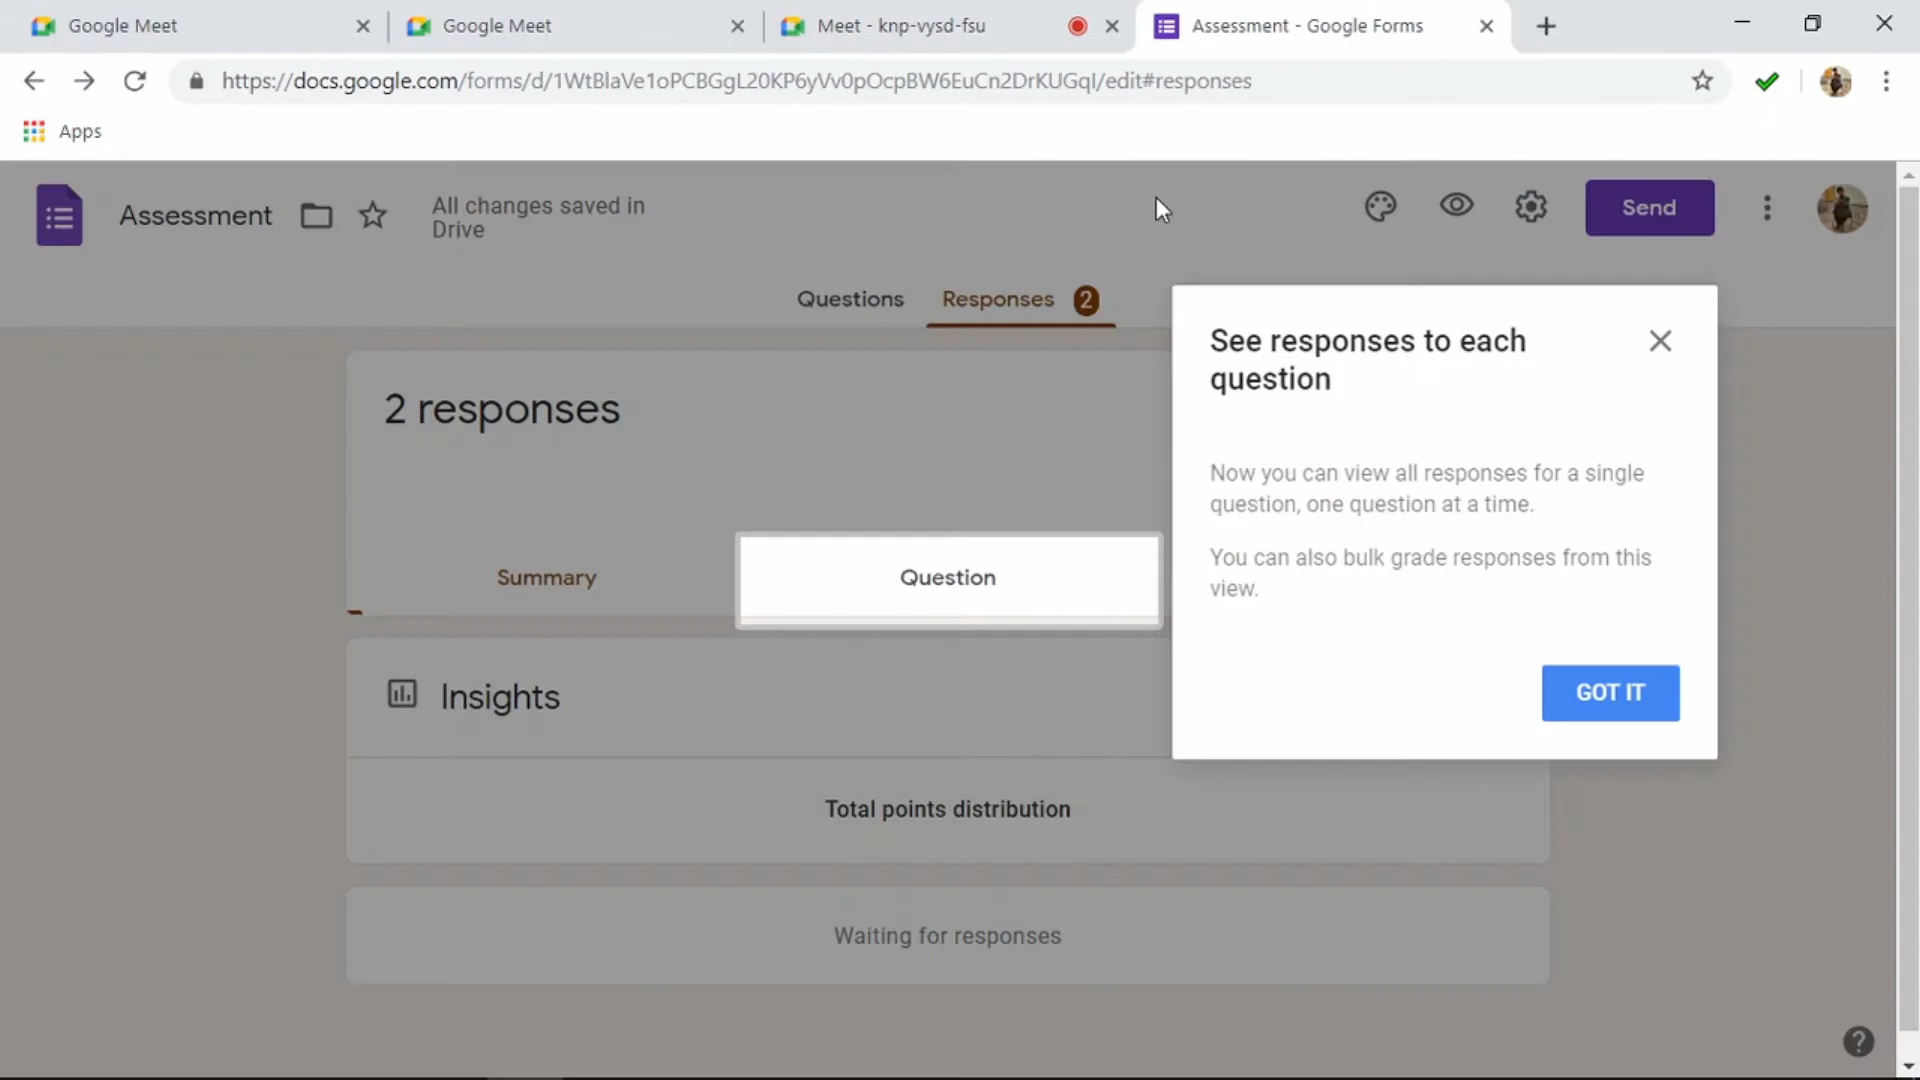 Google Meet
Google Meet
Meet - knp-vysd-fsu
Assessment - Google Forms
https://docs.google.com/forms/d/1WtBlaVe1oPCBGgL20KP6yVv0pOcpBW6EuCn2DrKUGqI/edit#responses
Apps
Assessment
All changes saved in
Drive
Send
Questions
Responses 2
See responses to each
question
2 responses
Now you can view all responses for a single
question, one question at a time.
You can also bulk grade responses from this
view.
Summary
Question
GOT IT
Insights
Total points distribution
Waiting for responses